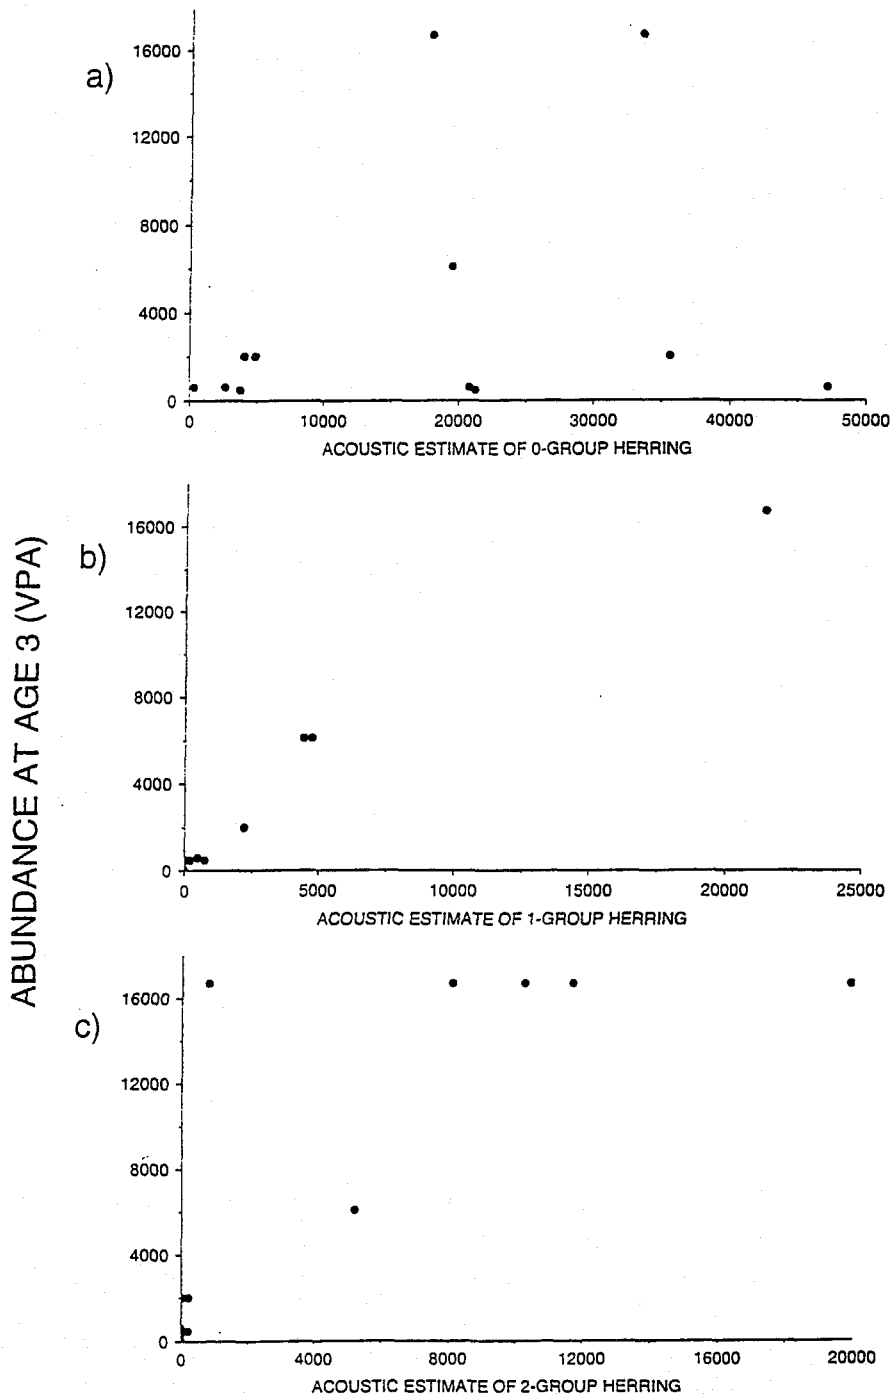 ABUNDANCE AT AGE 3 (VPA)
a)
16000
12000
8000
4000
0
0 10000 20000 30000 40000 50000
ACOUSTIC ESTIMATE OF 0-GROUP HERRING
b)
16000
12000
8000
4000
0
0 5000 10000 15000 20000 25000
ACOUSTIC ESTIMATE OF 1-GROUP HERRING
c)
16000
12000
8000
4000
0
0 4000 8000 12000 16000 20000
ACOUSTIC ESTIMATE OF 2-GROUP HERRING